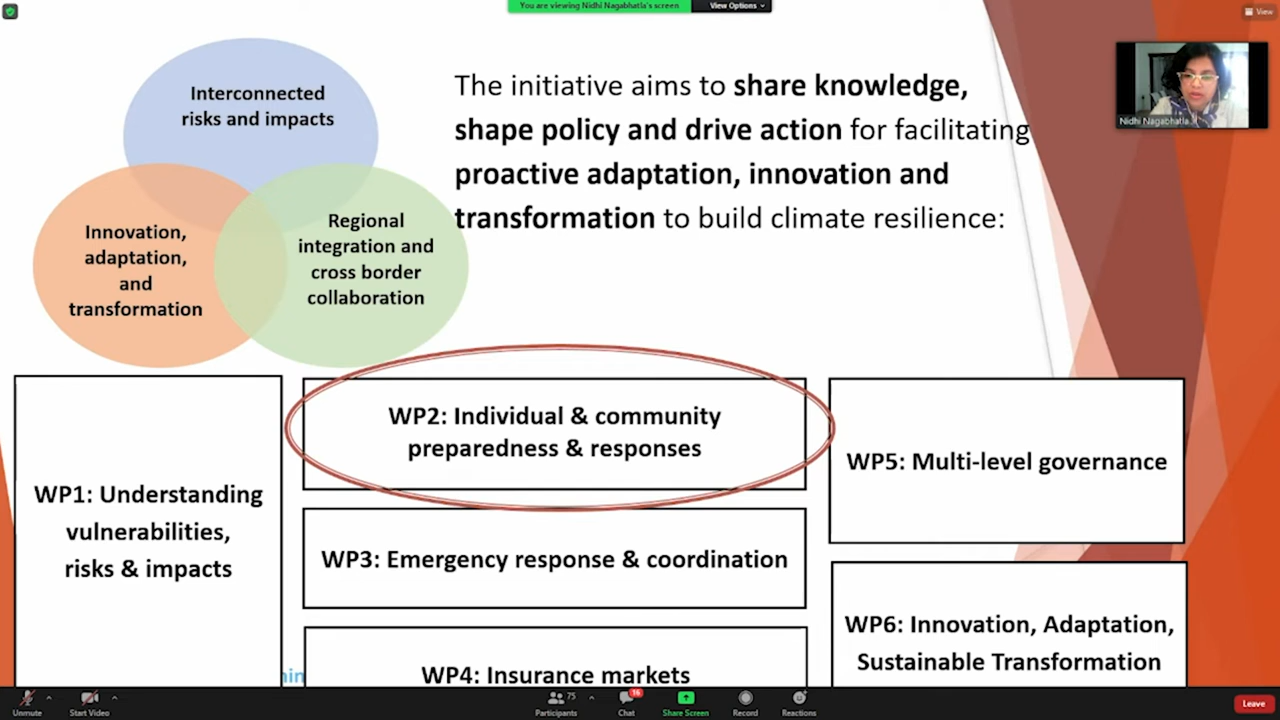 You are viewing Nidhi Nagabhatla's screen
View Options
View
Interconnected
risks and impacts
Innovation,
adaptation,
and
transformation
Regional
integration and
cross border
collaboration
The initiative aims to share knowledge,
shape policy and drive action for facilitating
proactive adaptation, innovation and
transformation to build climate resilience:
Nidhi Nagabhatla
WP1: Understanding
vulnerabilities,
risks & impacts
WP2: Individual & community
preparedness & responses
WP3: Emergency response & coordination
WP4: Insurance markets
WP5: Multi-level governance
WP6: Innovation, Adaptation,
Sustainable Transformation
Unmute
Start Video
75
Participants
16
Chat
Share Screen
Record
Reactions
Leave